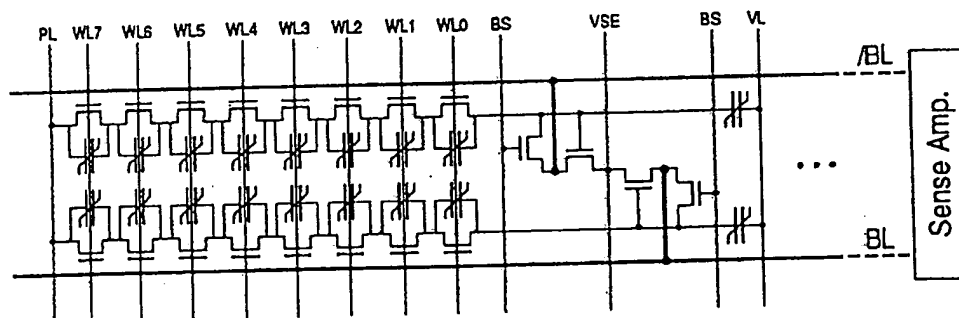 PL WL7 WL6 WL5 WL4 WL3 WL2 WL1 WL0 BS VSE BS VL
/BL
Sense Amp.
BL